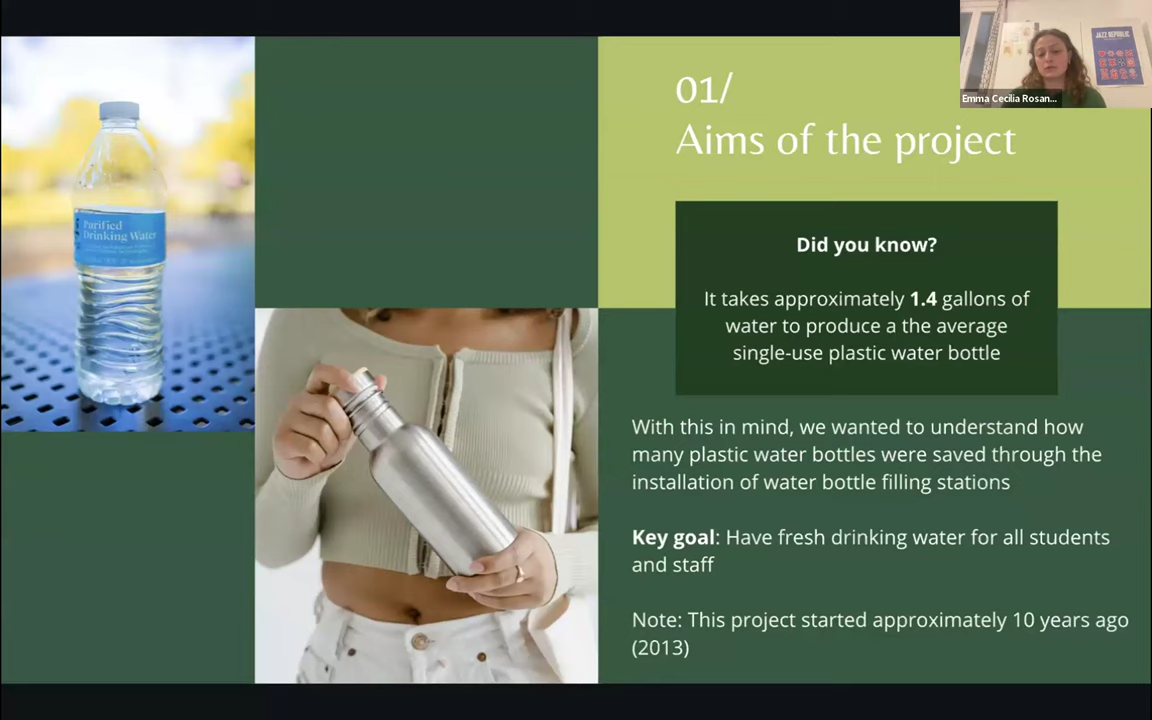 01/
Aims of the project
Did you know?
It takes approximately 1.4 gallons of
water to produce a the average
single-use plastic water bottle
With this in mind, we wanted to understand how
many plastic water bottles were saved through the
installation of water bottle filling stations
Key goal: Have fresh drinking water for all students
and staff
Note: This project started approximately 10 years ago
(2013)
Purified
Drinking Water
JAZZ REPUBLIC
Emma Cecilia Rosan...